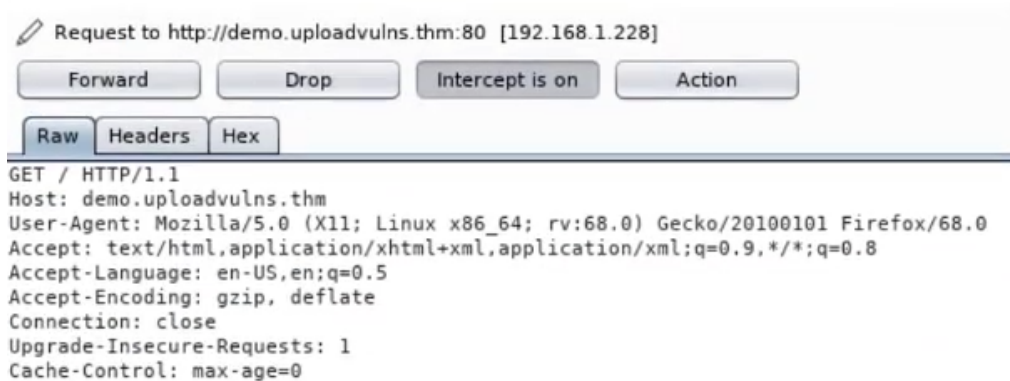 Request to http://demo.uploadvulns.thm:80 [192.168.1.228]
Forward Drop Intercept is on Action
Raw Headers Hex
GET / HTTP/1.1
Host: demo.uploadvulns.thm
User-Agent: Mozilla/5.0 (X11; Linux x86_64; rv:68.0) Gecko/20100101 Firefox/68.0
Accept: text/html,application/xhtml+xml,application/xml;q=0.9,*/*;q=0.8
Accept-Language: en-US,en;q=0.5
Accept-Encoding: gzip, deflate
Connection: close
Upgrade-Insecure-Requests: 1
Cache-Control: max-age=0